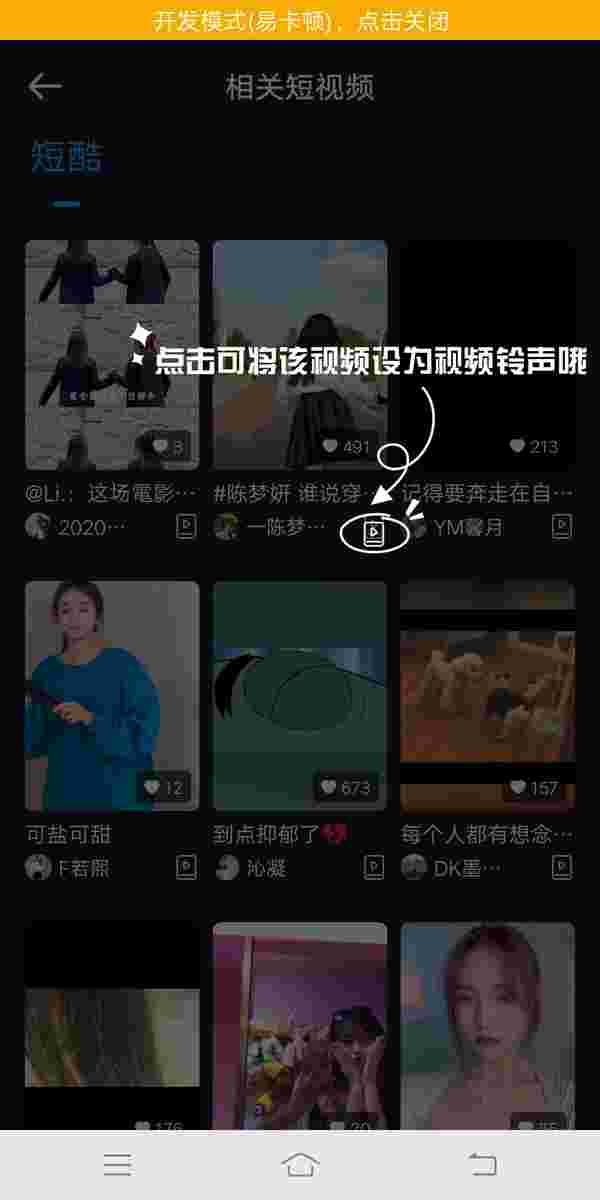 开发模式(易卡顿)，点击关闭
相关短视频
短酷
点击可将该视频设为视频铃声哦
3
491
213
@Li.：这场電影…
#陈梦妍 谁说穿…
记得要奔走在自…
2020…
一陈梦…
YM馨月
12
673
157
可盐可甜
到点抑郁了
每个人都有想念…
F若熙
沁凝
DK墨…
176
20